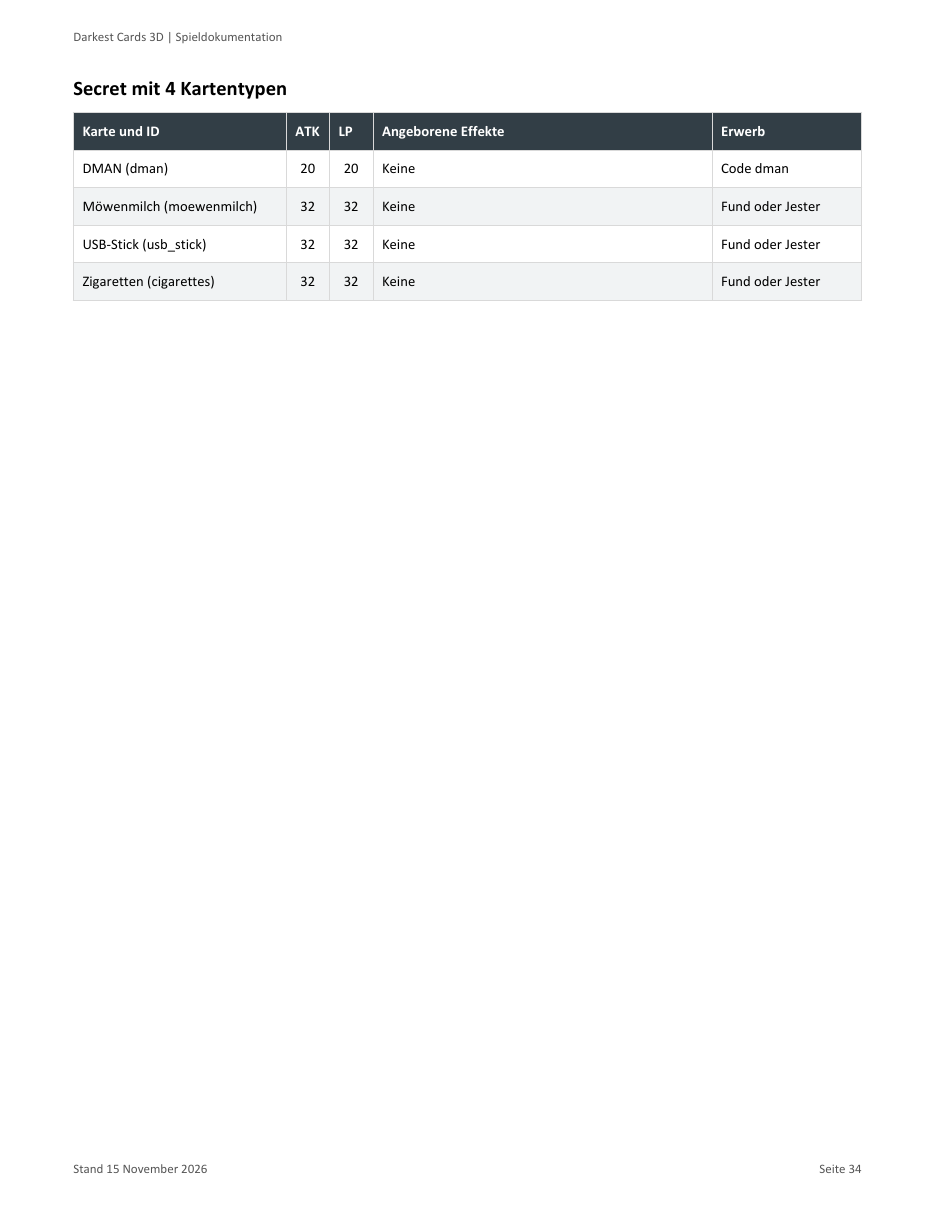 Darkest Cards 3D | Spieldokumentation
Secret mit 4 Kartentypen
Karte und ID ATK LP Angeborene Effekte Erwerb
DMAN (dman) 20 20 Keine Code dman
Möwenmilch (moewenmilch) 32 32 Keine Fund oder Jester
USB-Stick (usb_stick) 32 32 Keine Fund oder Jester
Zigaretten (cigarettes) 32 32 Keine Fund oder Jester
Stand 15 November 2026 Seite 34